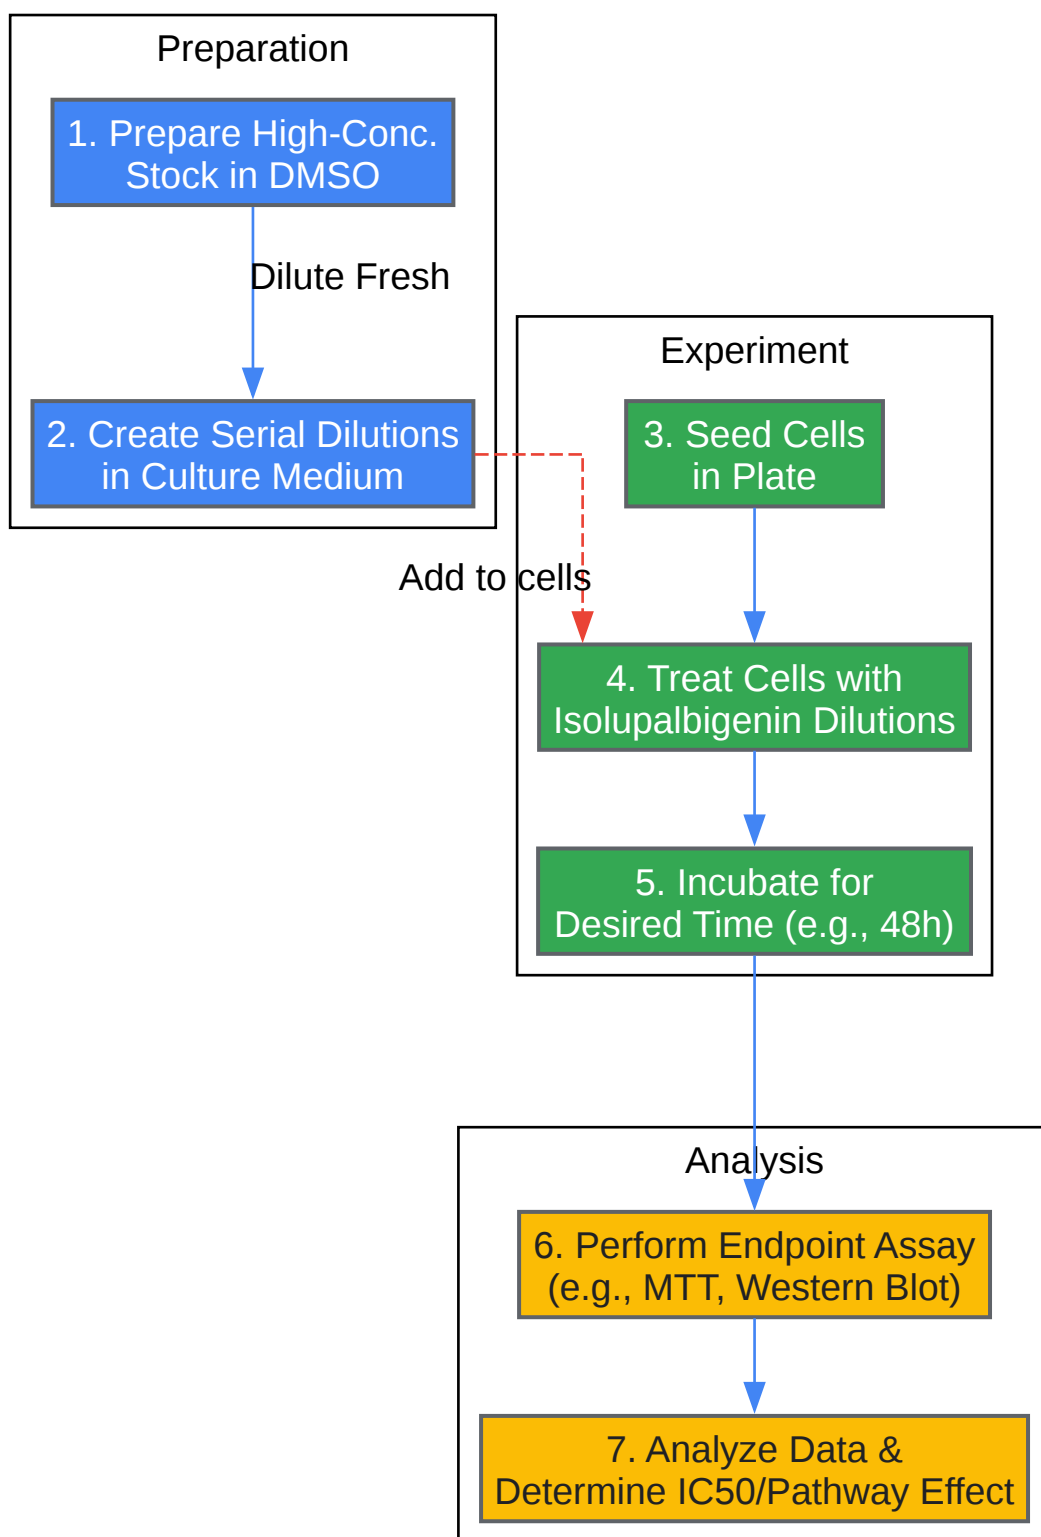 Preparation
1. Prepare High-Conc.
Stock in DMSO
Dilute Fresh
2. Create Serial Dilutions
in Culture Medium
Experiment
3. Seed Cells
in Plate
Add to cells
4. Treat Cells with
Isolupalbigenin Dilutions
5. Incubate for
Desired Time (e.g., 48h)
Analysis
6. Perform Endpoint Assay
(e.g., MTT, Western Blot)
7. Analyze Data &
Determine IC50/Pathway Effect